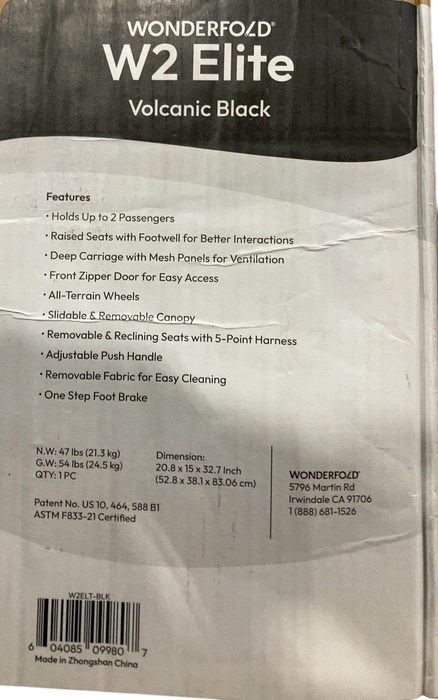 WONDERFOLD®
W2 Elite
Volcanic Black
Features
· Holds Up to 2 Passengers
· Raised Seats with Footwell for Better Interactions
· Deep Carriage with Mesh Panels for Ventilation
· Front Zipper Door for Easy Access
· All-Terrain Wheels
· Slidable & Removable Canopy
· Removable & Reclining Seats with 5-Point Harness
· Adjustable Push Handle
· Removable Fabric for Easy Cleaning
· One Step Foot Brake
N.W: 47 lbs (21.3 kg)
G.W: 54 lbs (24.5 kg)
QTY: 1 PC
Dimension:
20.8 x 15 x 32.7 Inch
(52.8 x 38.1 x 83.06 cm)
Patent No. US 10, 464, 588 B1
ASTM F833-21 Certified
WONDERFOLD®
5796 Martin Rd
Irwindale CA 91706
1 (888) 681-1526
W2ELT-BLK
6 04085 09980 7
Made in Zhongshan China